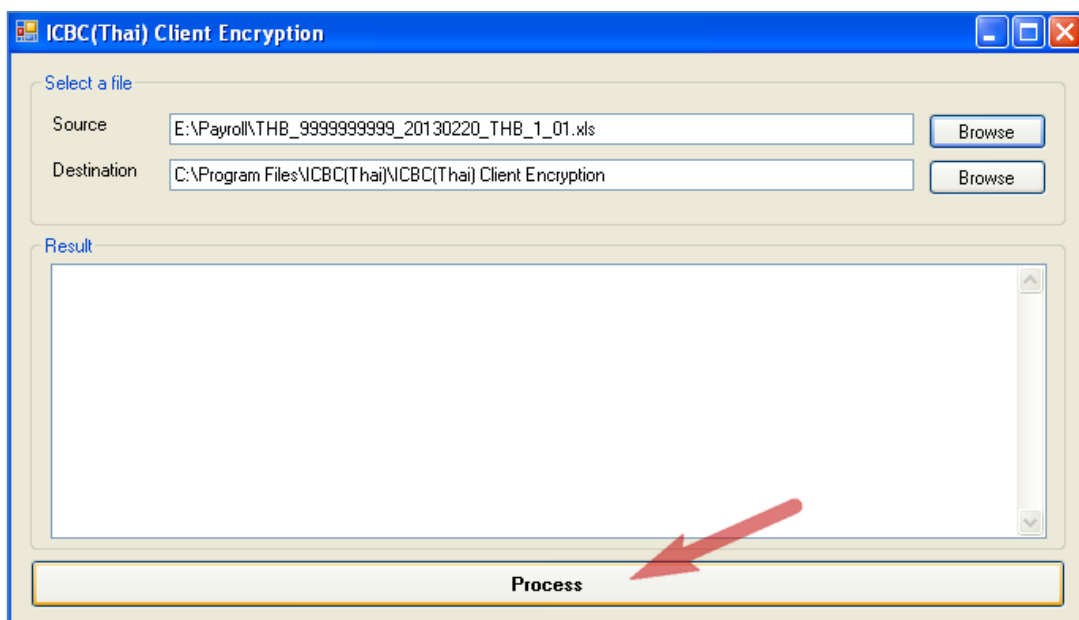 ICBC(Thai) Client Encryption
Select a file
Source E:\Payroll\THB_9999999999_20130220_THB_1_01.xls Browse
Destination C:\Program Files\ICBC(Thai)\ICBC(Thai) Client Encryption Browse
Result
Process